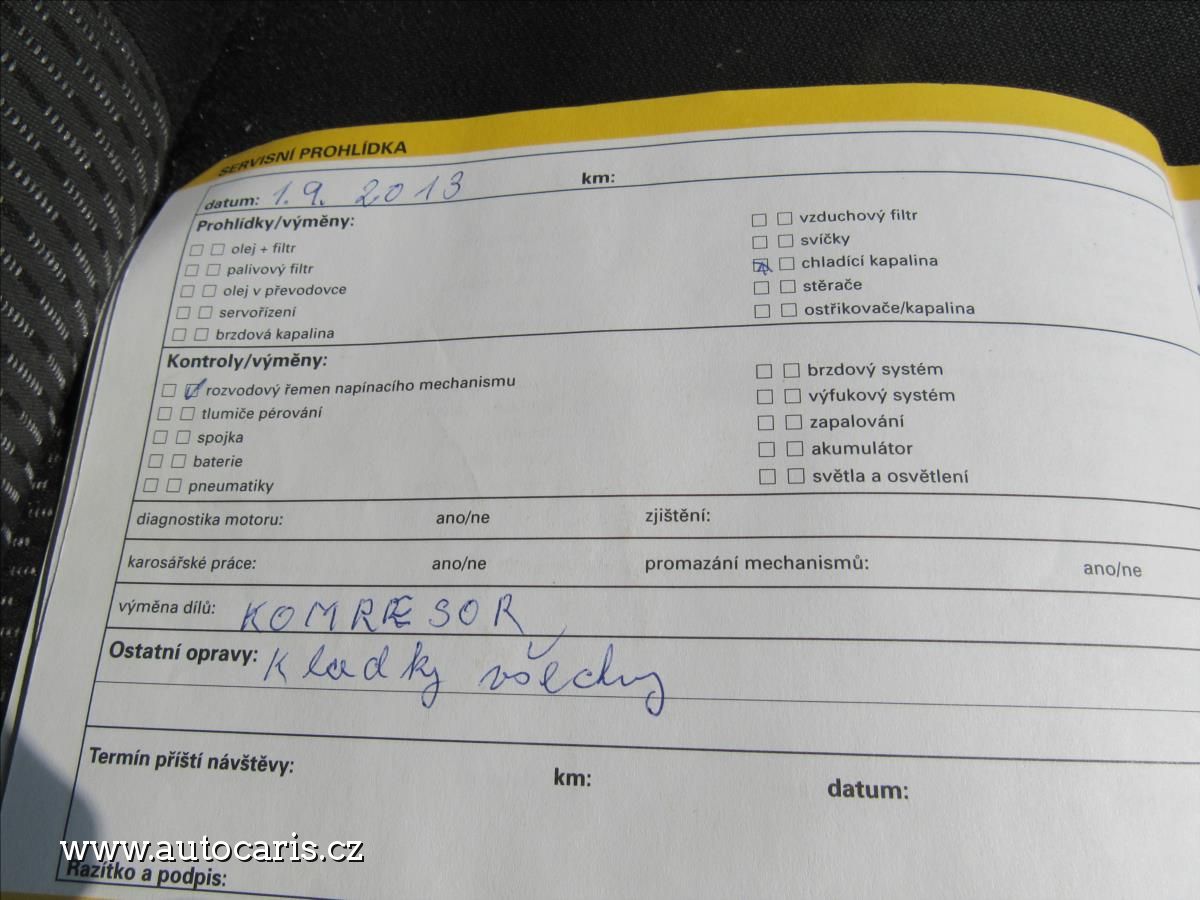 SERVISNÍ PROHLÍDKA
datum: 1.9. 2013 km:
Prohlídky/výměny:
olej + filtr
palivový filtr
olej v převodovce
servořízení
brzdová kapalina
vzduchový filtr
svíčky
chladící kapalina
stěrače
ostřikovače/kapalina
Kontroly/výměny:
rozvodový řemen napínacího mechanismu
tlumiče pérování
spojka
baterie
pneumatiky
brzdový systém
výfukový systém
zapalování
akumulátor
světla a osvětlení
diagnostika motoru: ano/ne zjištění:
karosářské práce: ano/ne promazání mechanismů: ano/ne
výměna dílů: KOMRESOR
Ostatní opravy: Kladky všechny
Termín příští návštěvy: km: datum:
www.autocaris.cz
Razítko a podpis: